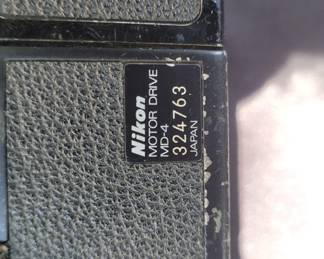 Nikon
MOTOR DRIVE
MD-4
324763
JAPAN